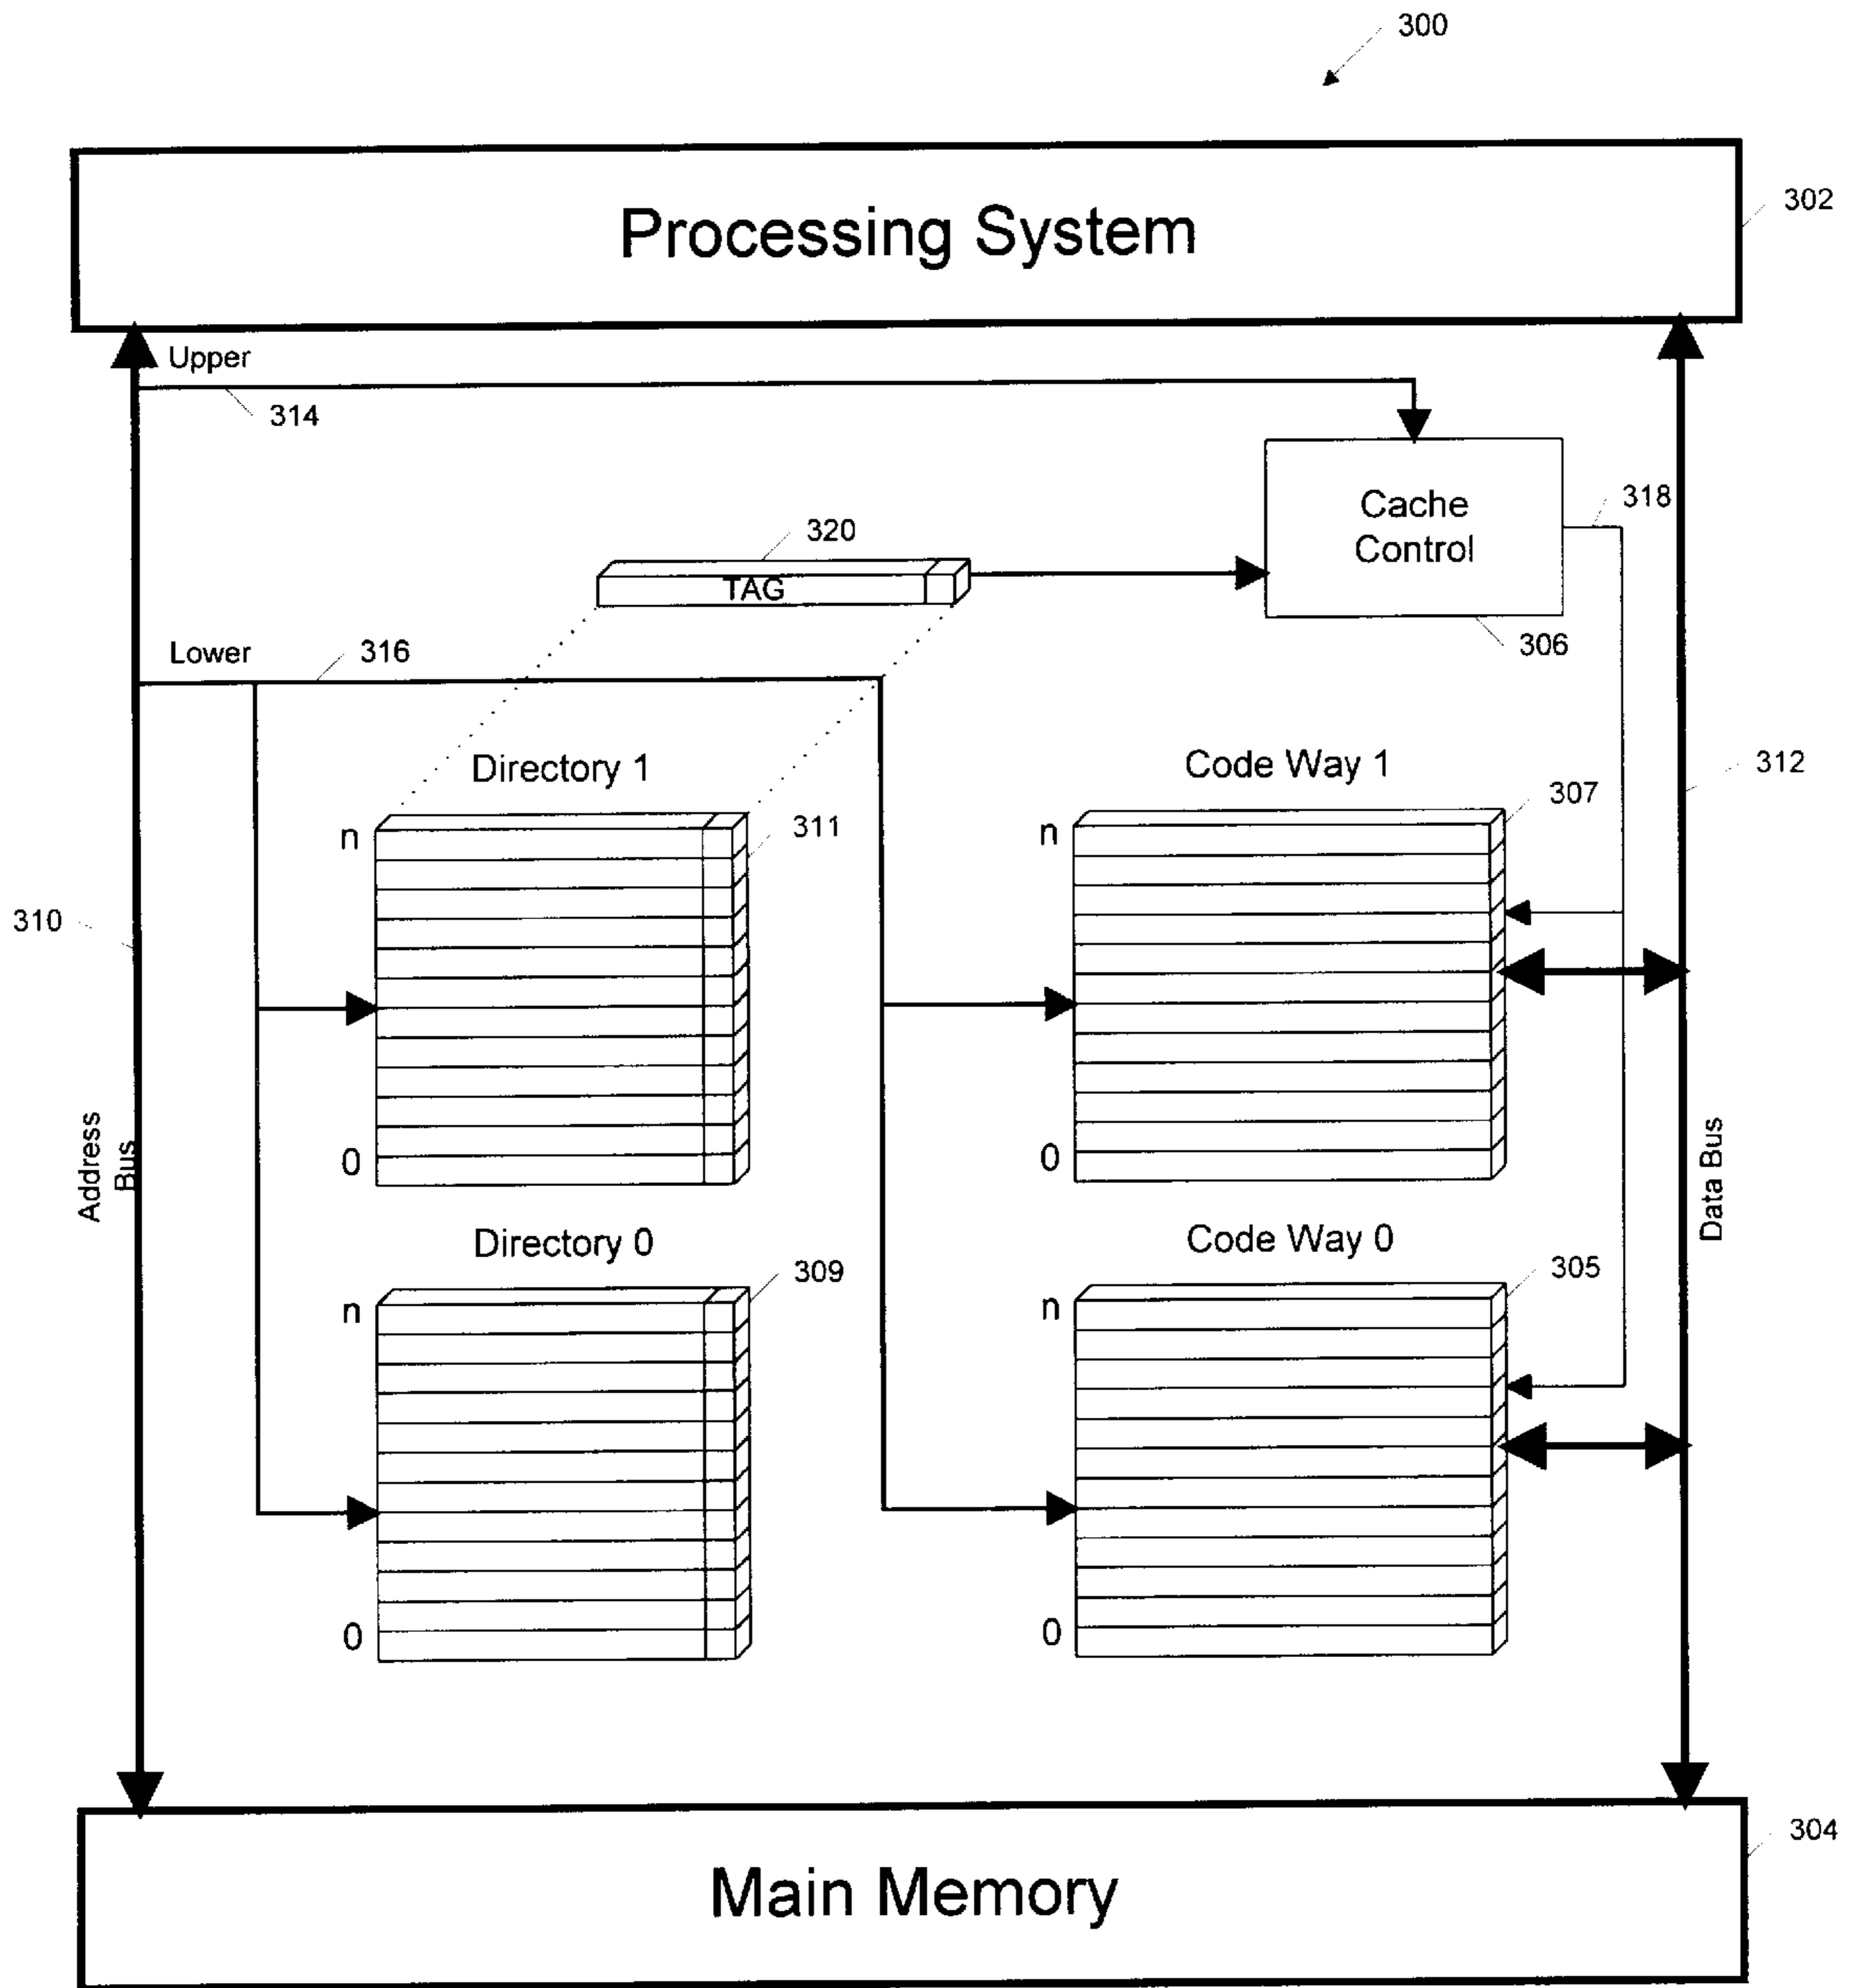 300
Processing System
302
Upper
314
Cache
Control
318
320
TAG
306
Lower
316
Directory 1
Code Way 1
312
307
n
311
n
310
Address
Bus
Data Bus
0
0
Directory 0
Code Way 0
309
305
n
n
0
0
304
Main Memory